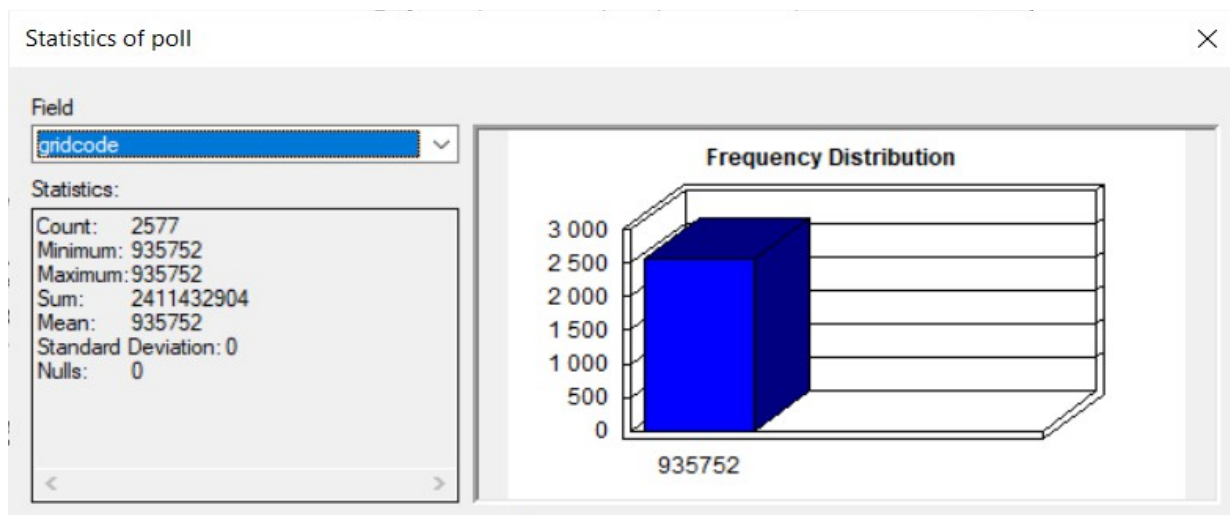 Statistics of poll
Field
gridcode
Statistics:
Count: 2577
Minimum: 935752
Maximum: 935752
Sum: 2411432904
Mean: 935752
Standard Deviation: 0
Nulls: 0
Frequency Distribution
3 000
2 500
2 000
1 500
1 000
500
0
935752